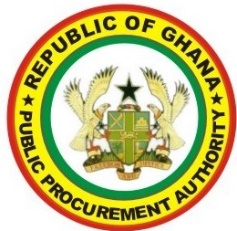 REPUBLIC OF GHANA
PUBLIC PROCUREMENT AUTHORITY